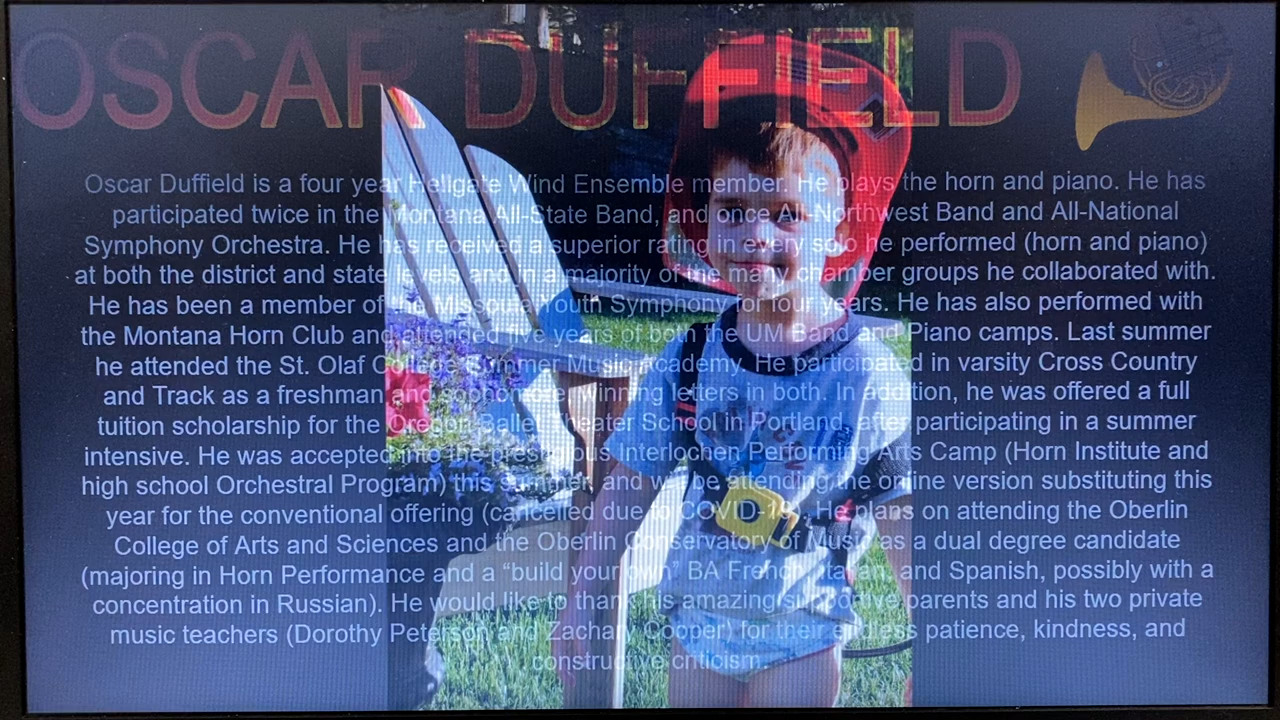 OSCAR DUFFIELD
Oscar Duffield is a four year Hellgate Wind Ensemble member. He plays the horn and piano. He has
participated twice in the Montana All-State Band, and once All-Northwest Band and All-National
Symphony Orchestra. He has received a superior rating in every solo he performed (horn and piano)
at both the district and state levels and in a majority of the many chamber groups he collaborated with.
He has been a member of the Missoula Youth Symphony for four years. He has also performed with
the Montana Horn Club and attended five years of both the UM Band and Piano camps. Last summer
he attended the St. Olaf College Summer Music Academy. He participated in varsity Cross Country
and Track as a freshman and sophomore, winning letters in both. In addition, he was offered a full
tuition scholarship for the Oregon Ballet Theater School in Portland, after participating in a summer
intensive. He was accepted into the prestigious Interlochen Performing Arts Camp (Horn Institute and
high school Orchestral Program) this summer, and will be attending the online version substituting this
year for the conventional offering (cancelled due to COVID-19). He plans on attending the Oberlin
College of Arts and Sciences and the Oberlin Conservatory of Music as a dual degree candidate
(majoring in Horn Performance and a “build your own” BA French, Italian, and Spanish, possibly with a
concentration in Russian). He would like to thank his amazing supportive parents and his two private
music teachers (Dorothy Peterson and Zachary Cooper) for their endless patience, kindness, and
constructive criticism.